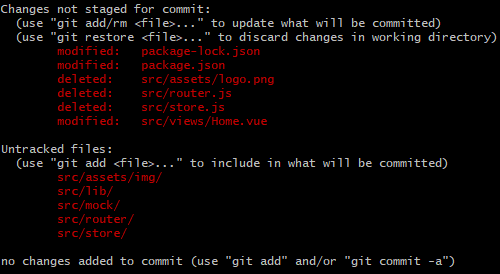 Changes not staged for commit:
(use "git add/rm <file>..." to update what will be committed)
(use "git restore <file>..." to discard changes in working directory)
modified: package-lock.json
modified: package.json
deleted: src/assets/logo.png
deleted: src/router.js
deleted: src/store.js
modified: src/views/Home.vue
Untracked files:
(use "git add <file>..." to include in what will be committed)
src/assets/img/
src/lib/
src/mock/
src/router/
src/store/
no changes added to commit (use "git add" and/or "git commit -a")